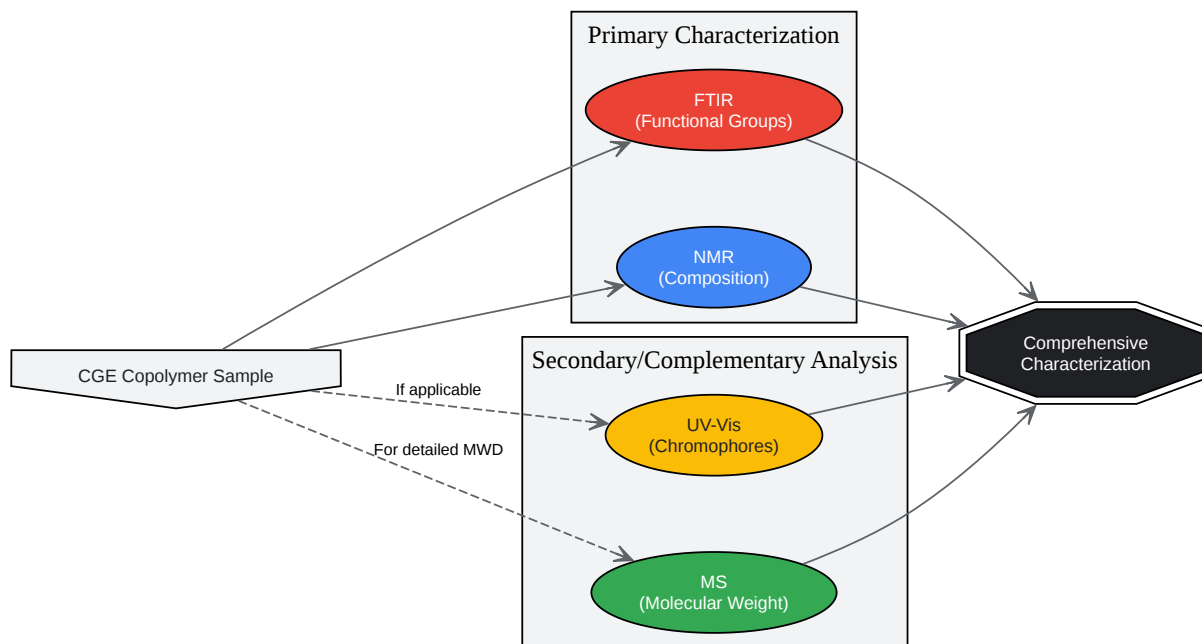 Primary Characterization
FTIR
(Functional Groups)
NMR
(Composition)
CGE Copolymer Sample
If applicable
For detailed MWD
Secondary/Complementary Analysis
UV-Vis
(Chromophores)
MS
(Molecular Weight)
Comprehensive
Characterization